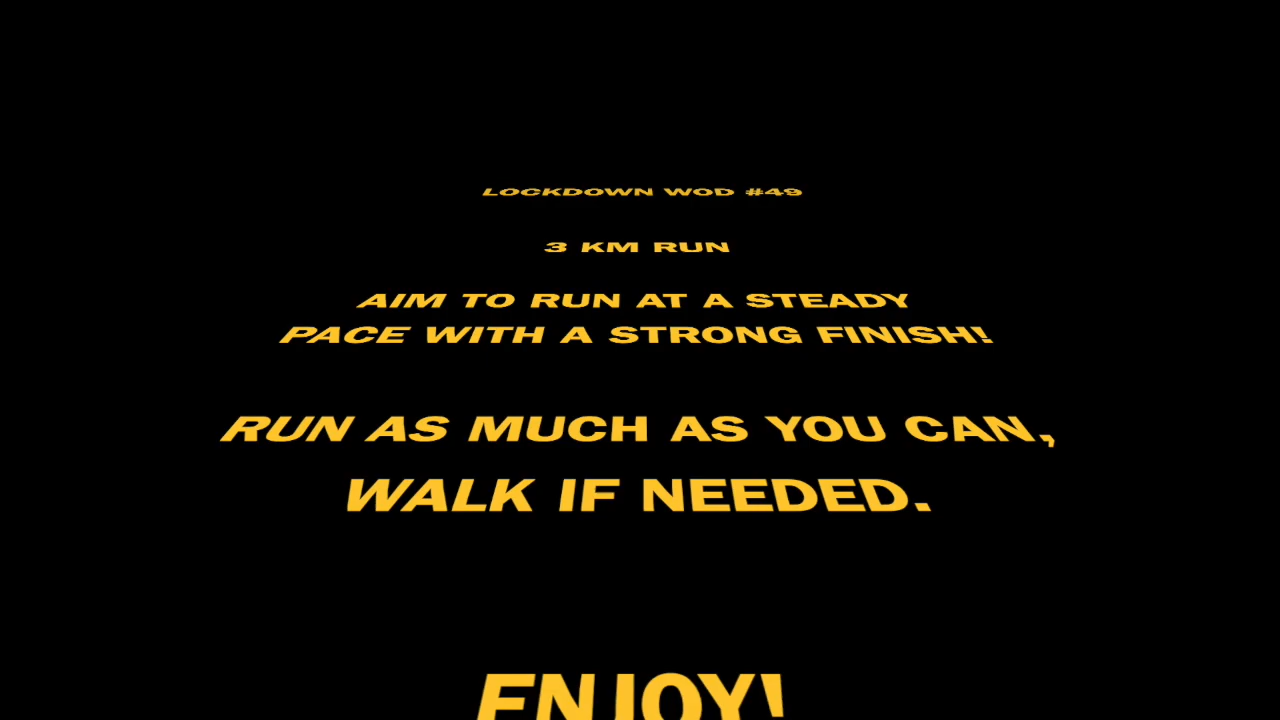 LOCKDOWN WOD #49
3 KM RUN
AIM TO RUN AT A STEADY
PACE WITH A STRONG FINISH!
RUN AS MUCH AS YOU CAN,
WALK IF NEEDED.
ENJOY!